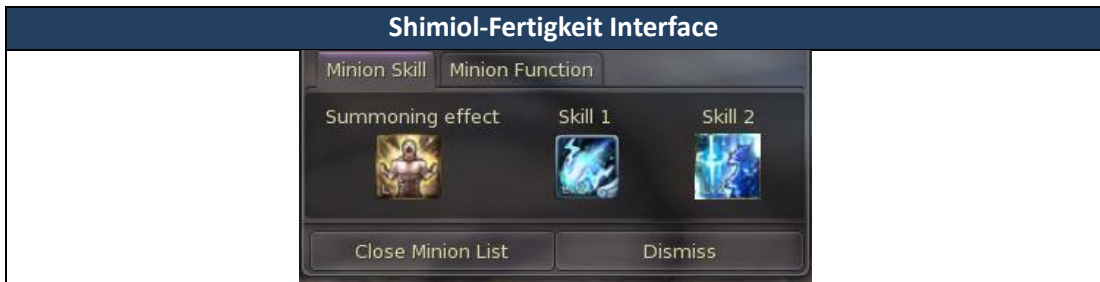 Shimiol-Fertigkeit Interface
Minion Skill Minion Function
Summoning effect Skill 1 Skill 2
Close Minion List Dismiss